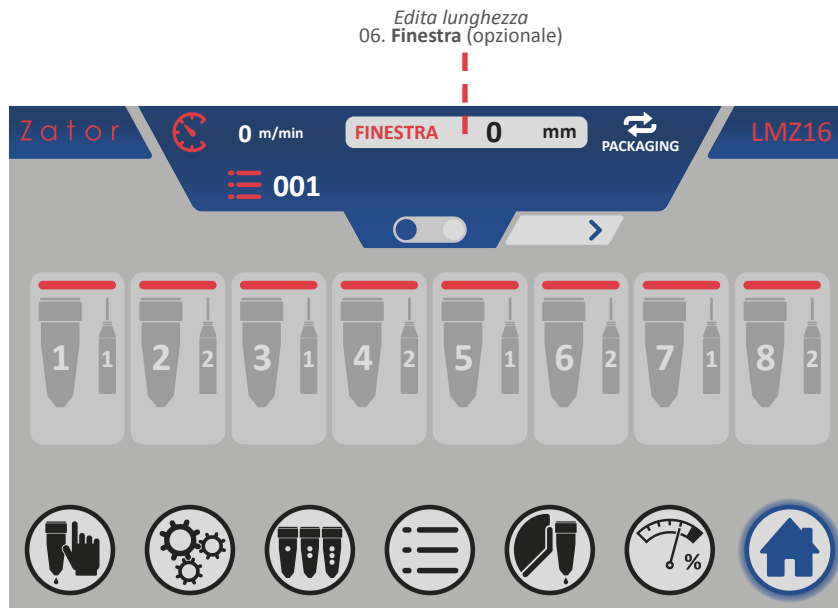 Edita lunghezza
06. Finestra (opzionale)
Zator 0 m/min FINESTRA 0 mm PACKAGING LMZ16
001
1 1 2 2 3 1 4 2 5 1 6 2 7 1 8 2
%